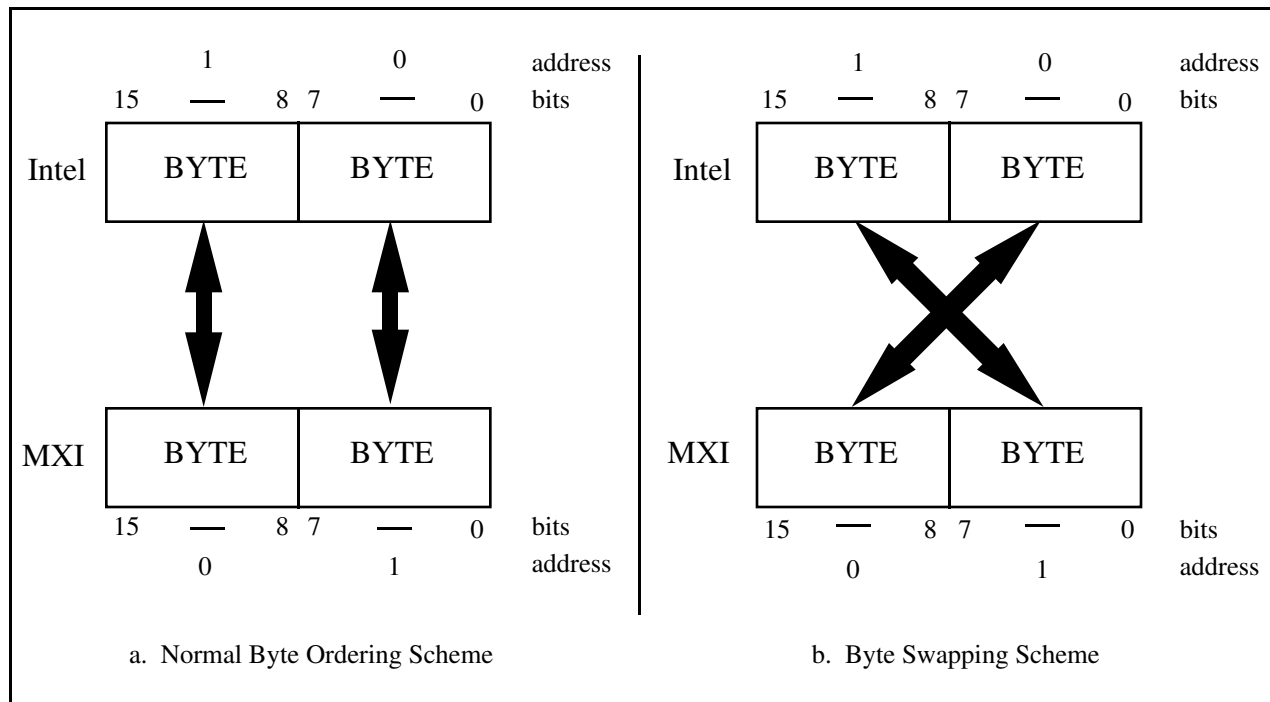 1 0 address
15 — 8 7 — 0 bits
Intel BYTE BYTE
MXI BYTE BYTE
15 — 8 7 — 0 bits
0 1 address
a. Normal Byte Ordering Scheme
1 0 address
15 — 8 7 — 0 bits
Intel BYTE BYTE
MXI BYTE BYTE
15 — 8 7 — 0 bits
0 1 address
b. Byte Swapping Scheme